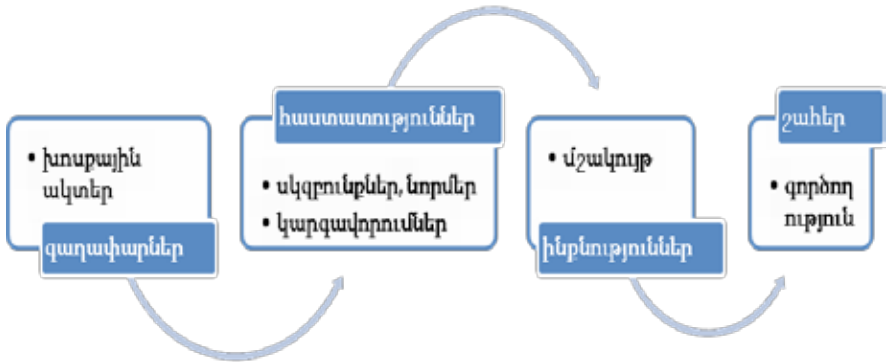 • խոսքային
ակտեր
գաղափարներ
հաստատություններ
• սկզբունքներ, նորմեր
• կարգավորումներ
• մշակույթ
ինքնություններ
շահեր
• գործող
ություն